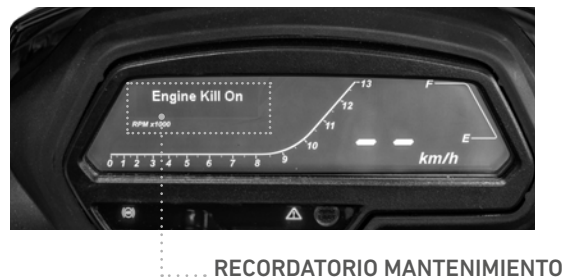 Engine Kill On
RPM x1000
0 1 2 3 4 5 6 7 8 9 10 11 12 13
F
E
-- km/h
RECORDATORIO MANTENIMIENTO